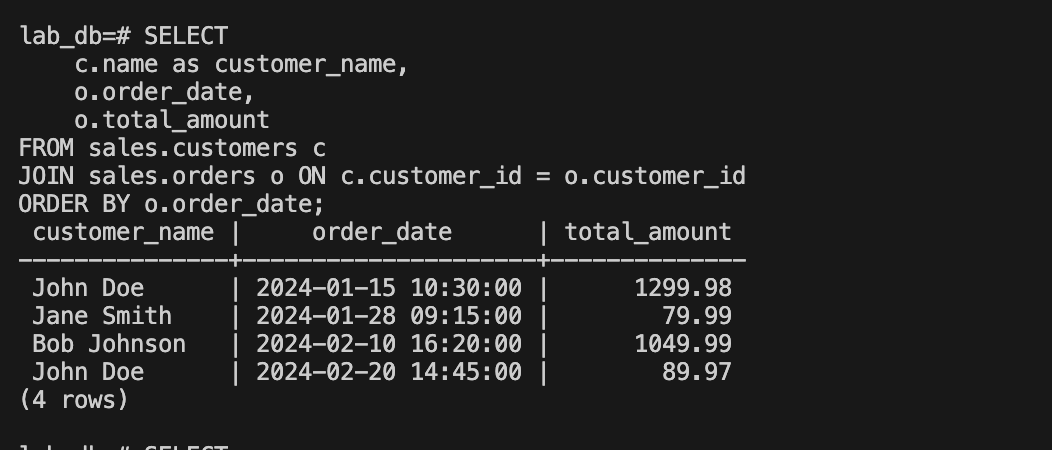 lab_db=# SELECT
    c.name as customer_name,
    o.order_date,
    o.total_amount
FROM sales.customers c
JOIN sales.orders o ON c.customer_id = o.customer_id
ORDER BY o.order_date;
 customer_name |     order_date      | total_amount
---------------+---------------------+--------------
 John Doe      | 2024-01-15 10:30:00 |      1299.98
 Jane Smith    | 2024-01-28 09:15:00 |        79.99
 Bob Johnson   | 2024-02-10 16:20:00 |      1049.99
 John Doe      | 2024-02-20 14:45:00 |        89.97
(4 rows)
lab_db=# SELECT